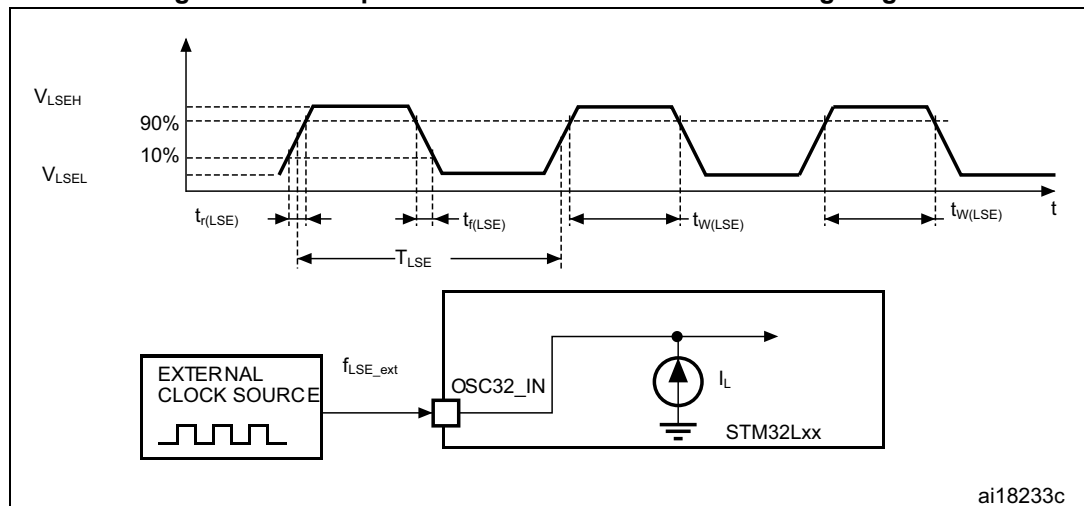 V_LSEH
90%
10%
V_LSEL
t_r(LSE)
t_f(LSE)
t_W(LSE)
t_W(LSE)
t
T_LSE
EXTERNAL
CLOCK SOURCE
f_LSE_ext
OSC32_IN
I_L
STM32Lxx
ai18233c